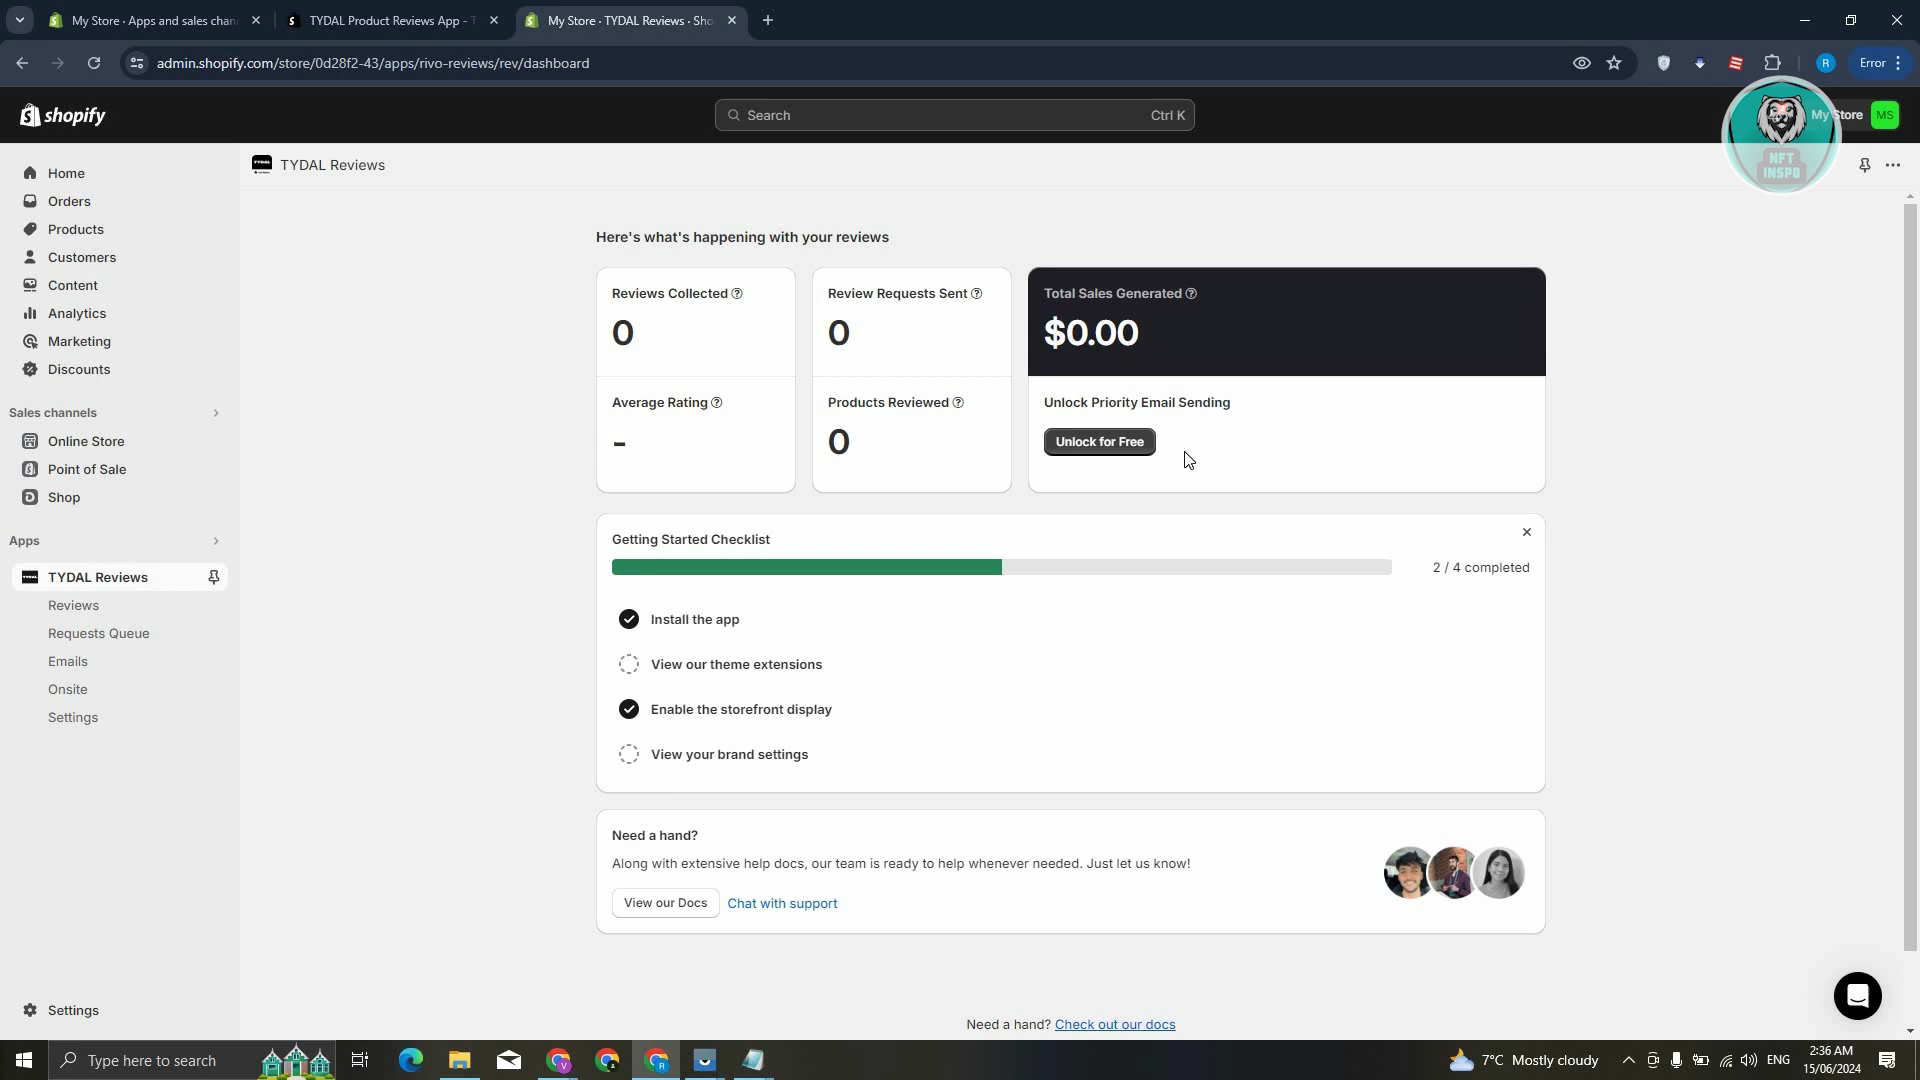 My Store · Apps and sales chan
TYDAL Product Reviews App - T
My Store · TYDAL Reviews · Sho
admin.shopify.com/store/0d28f2-43/apps/rivo-reviews/rev/dashboard
R
Error
shopify
Search
Ctrl K
My Store
MS
NFT
INSPO
TYDAL Reviews
Home
Orders
Products
Customers
Content
Analytics
Marketing
Discounts
Sales channels
Online Store
Point of Sale
Shop
Apps
TYDAL Reviews
Reviews
Requests Queue
Emails
Onsite
Settings
Settings
Here's what's happening with your reviews
Reviews Collected
0
Review Requests Sent
0
Total Sales Generated
$0.00
Average Rating
-
Products Reviewed
0
Unlock Priority Email Sending
Unlock for Free
Getting Started Checklist
2 / 4 completed
Install the app
View our theme extensions
Enable the storefront display
View your brand settings
Need a hand?
Along with extensive help docs, our team is ready to help whenever needed. Just let us know!
View our Docs
Chat with support
Need a hand? Check out our docs
Type here to search
7°C Mostly cloudy
ENG
2:36 AM
15/06/2024